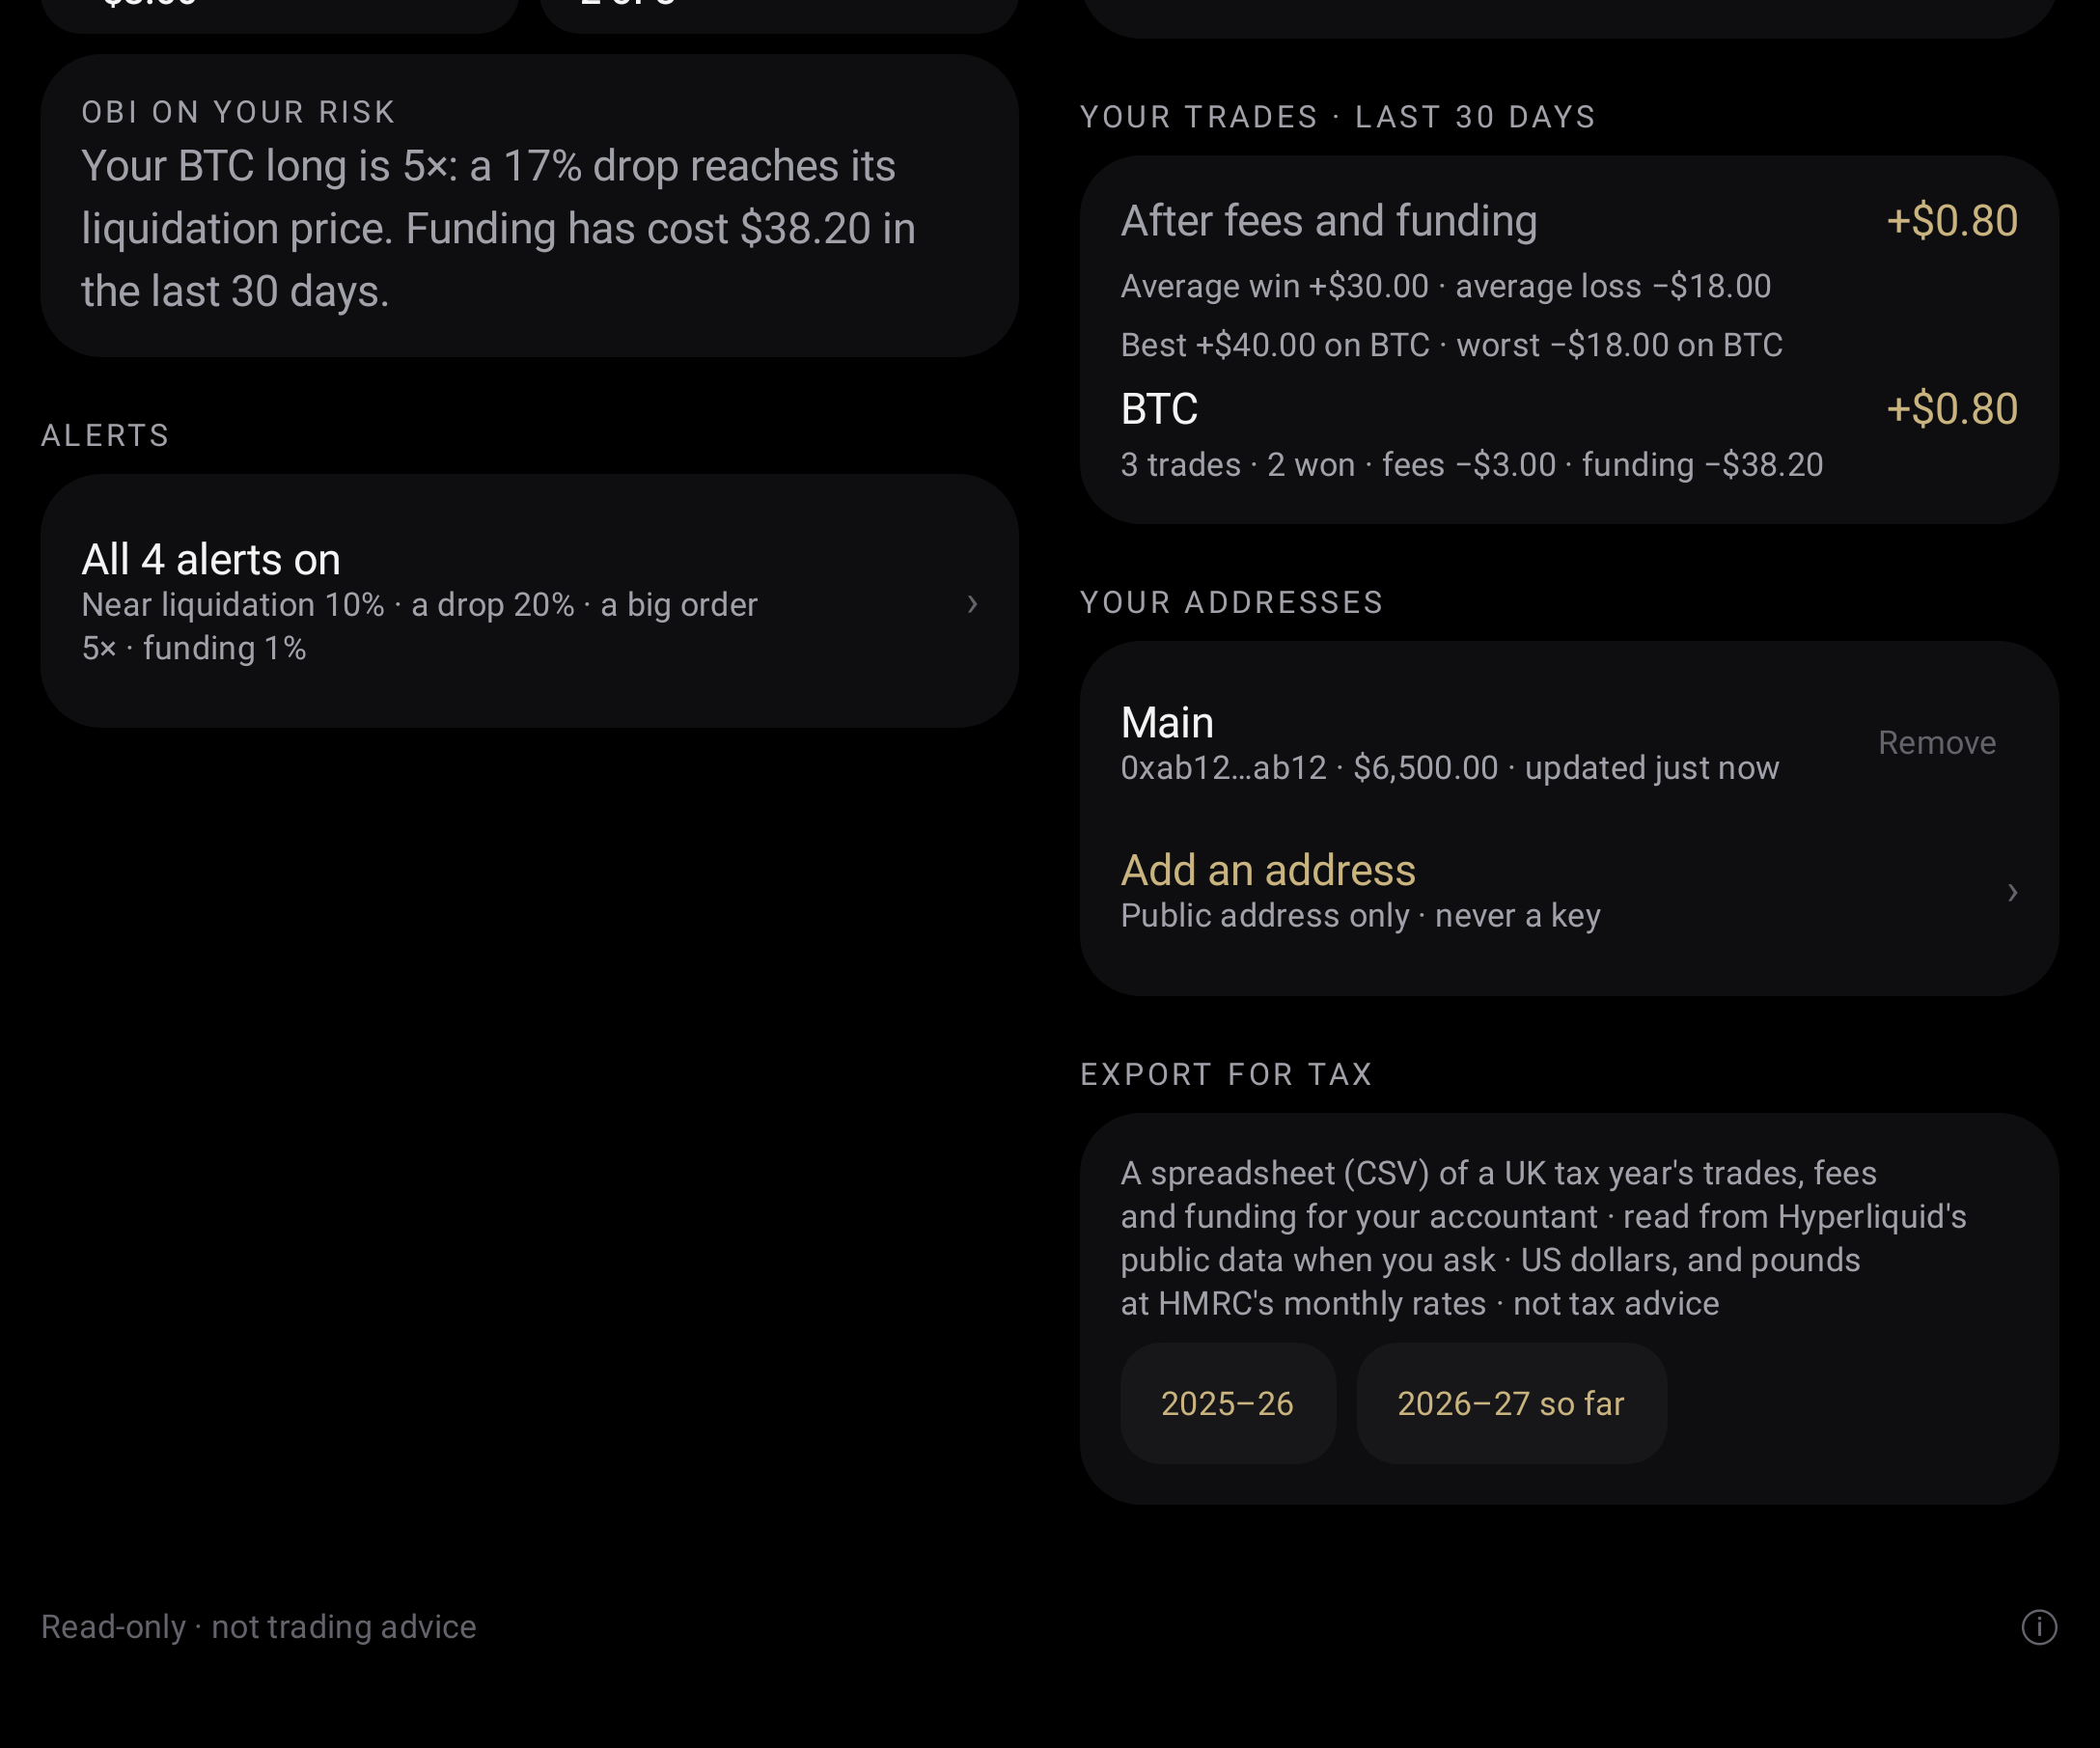 OBI ON YOUR RISK
Your BTC long is 5×: a 17% drop reaches its
liquidation price. Funding has cost $38.20 in
the last 30 days.
ALERTS
All 4 alerts on
Near liquidation 10% · a drop 20% · a big order
5× · funding 1%
›
YOUR TRADES · LAST 30 DAYS
After fees and funding +$0.80
Average win +$30.00 · average loss −$18.00
Best +$40.00 on BTC · worst −$18.00 on BTC
BTC +$0.80
3 trades · 2 won · fees −$3.00 · funding −$38.20
YOUR ADDRESSES
Main
0xab12…ab12 · $6,500.00 · updated just now
Remove
Add an address
Public address only · never a key
›
EXPORT FOR TAX
A spreadsheet (CSV) of a UK tax year's trades, fees
and funding for your accountant · read from Hyperliquid's
public data when you ask · US dollars, and pounds
at HMRC's monthly rates · not tax advice
2025–26 2026–27 so far
Read-only · not trading advice